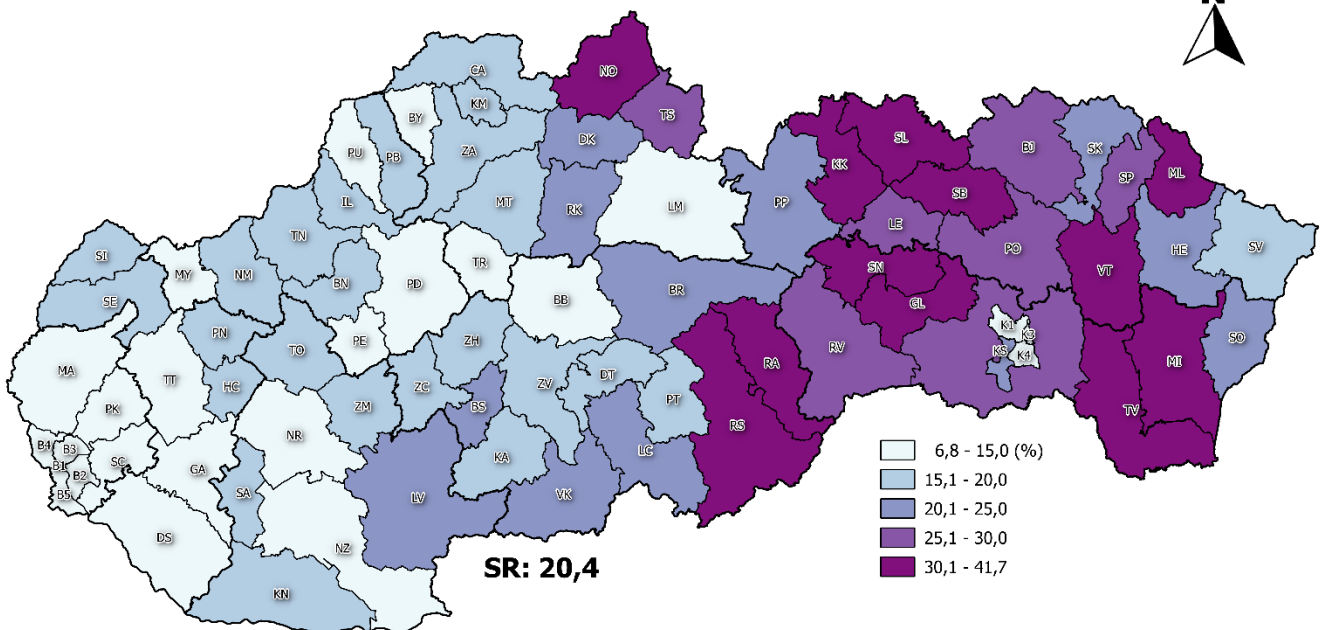 N
CA
NO
KM
BY
TS
PU
PB
ZA
DK
SL
BJ
SK
KK
SP
ML
IL
MT
RK
LM
PP
SB
LE
TN
PO
HE
SV
SI
MY
NM
TR
SN
VT
BN
PD
BB
BR
SE
GL
PN
PE
ZH
K1
K3
TO
RV
KS
K4
SO
MA
TT
HC
ZC
ZV
DT
RA
MI
PK
ZM
BS
PT
TV
NR
RS
B4
B3
SC
KA
LC
B1
B2
GA
SA
LV
VK
B5
DS
NZ
KN
SR: 20,4
6,8 - 15,0 (%)
15,1 - 20,0
20,1 - 25,0
25,1 - 30,0
30,1 - 41,7